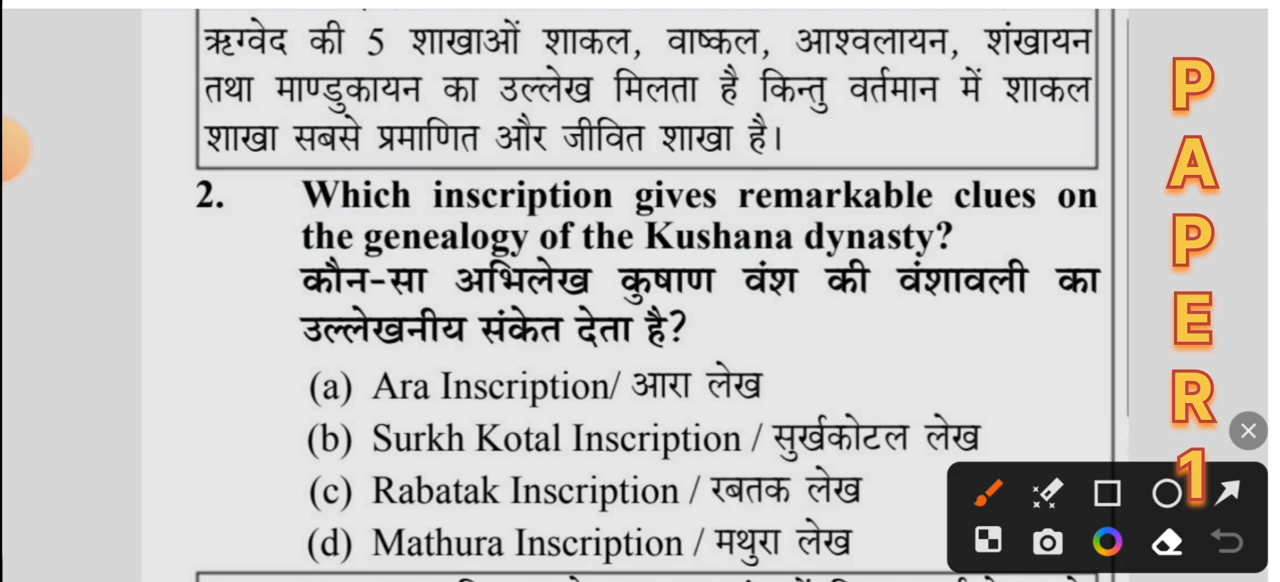 ऋग्वेद की 5 शाखाओं शाकल, वाष्कल, आश्वलायन, शंखायन
तथा माण्डुकायन का उल्लेख मिलता है किन्तु वर्तमान में शाकल
शाखा सबसे प्रमाणित और जीवित शाखा है।
2. Which inscription gives remarkable clues on
the genealogy of the Kushana dynasty?
कौन-सा अभिलेख कुषाण वंश की वंशावली का
उल्लेखनीय संकेत देता है?
(a) Ara Inscription/ आरा लेख
(b) Surkh Kotal Inscription / सुर्खकोटल लेख
(c) Rabatak Inscription / रबतक लेख
(d) Mathura Inscription / मथुरा लेख
PAPER 1